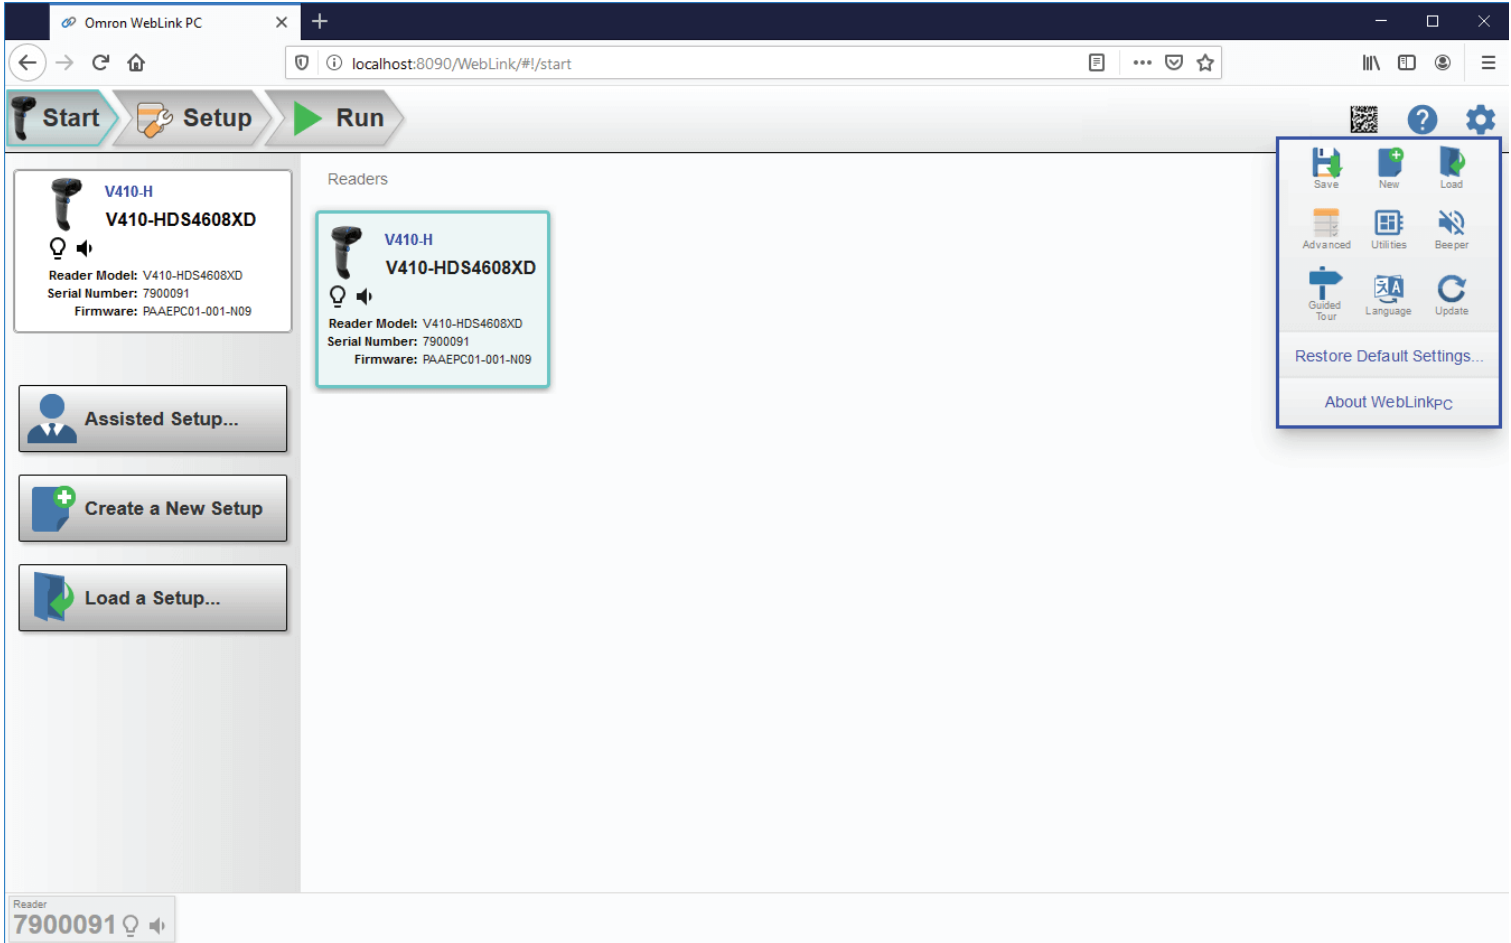 Omron WebLink PC
localhost:8090/WebLink/#!/start
Start
Setup
Run
V410-H
V410-HDS4608XD
Reader Model: V410-HDS4608XD
Serial Number: 7900091
Firmware: PAAEPC01-001-N09
Assisted Setup...
Create a New Setup
Load a Setup...
Readers
V410-H
V410-HDS4608XD
Reader Model: V410-HDS4608XD
Serial Number: 7900091
Firmware: PAAEPC01-001-N09
Save
New
Load
Advanced
Utilities
Beeper
Guided
Tour
Language
Update
Restore Default Settings...
About WebLinkPC
Reader
7900091